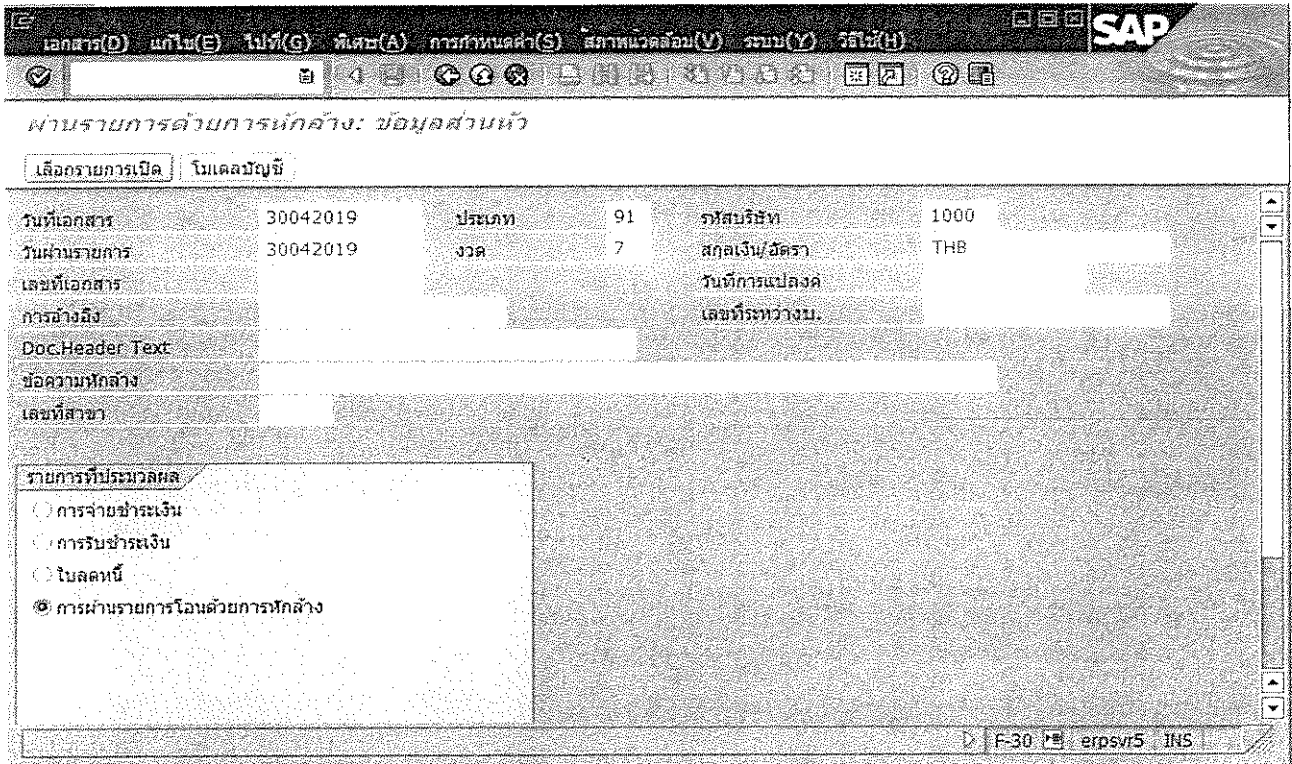 เอกสาร(D) แก้ไข(E) ไปที่(G) พิเศษ(A) การกำหนดค่า(S) สภาพแวดล้อม(V) ระบบ(Y) วิธีใช้(H)
SAP
ผ่านรายการด้วยการหักล้าง: ข้อมูลส่วนหัว
เลือกรายการเปิด โมเดลบัญชี
วันที่เอกสาร 30042019 ประเภท 91 รหัสบริษัท 1000
วันผ่านรายการ 30042019 งวด 7 สกุลเงิน/อัตรา THB
เลขที่เอกสาร วันที่การแปลงค่
การอ้างอิง เลขที่ระหว่างบ.
Doc.Header Text
ข้อความหักล้าง
เลขที่สาขา
รายการที่ประมวลผล
การจ่ายชำระเงิน
การรับชำระเงิน
ใบลดหนี้
การผ่านรายการโอนด้วยการหักล้าง
F-30 erpsvr5 INS